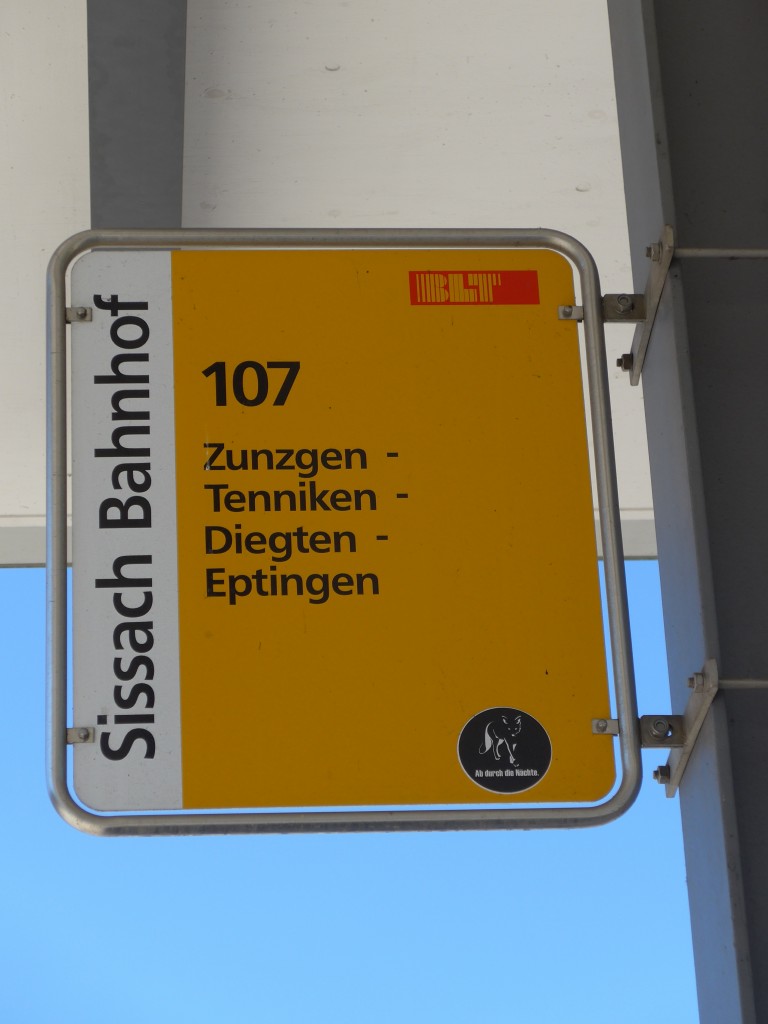 Sissach Bahnhof
BLT
107
Zunzgen -
Tenniken -
Diegten -
Eptingen
Ab durch die Nächte.